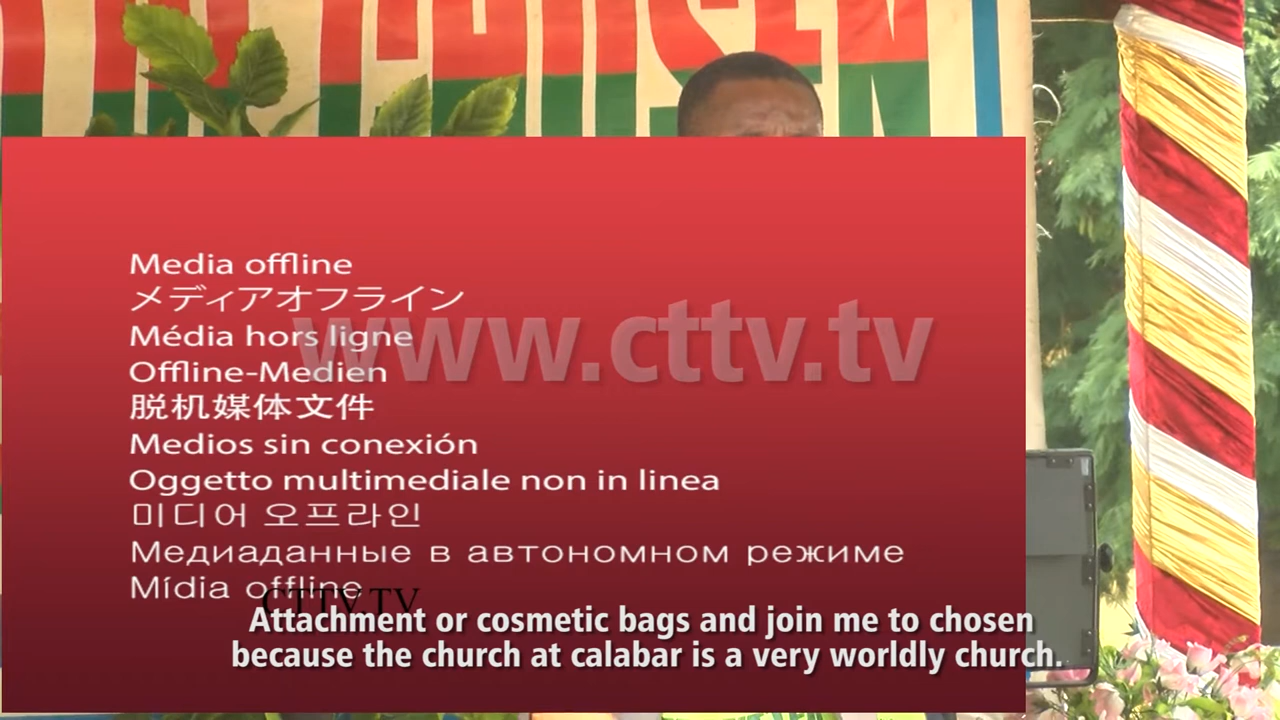 CHOSEN
Media offline
メディアオフライン
Média hors ligne
www.cttv.tv
Offline-Medien
脱机媒体文件
Medios sin conexión
Oggetto multimediale non in linea
미디어 오프라인
Медиаданные в автономном режиме
Mídia offline
CTTV.TV
Attachment or cosmetic bags and join me to chosen
because the church at calabar is a very worldly church.